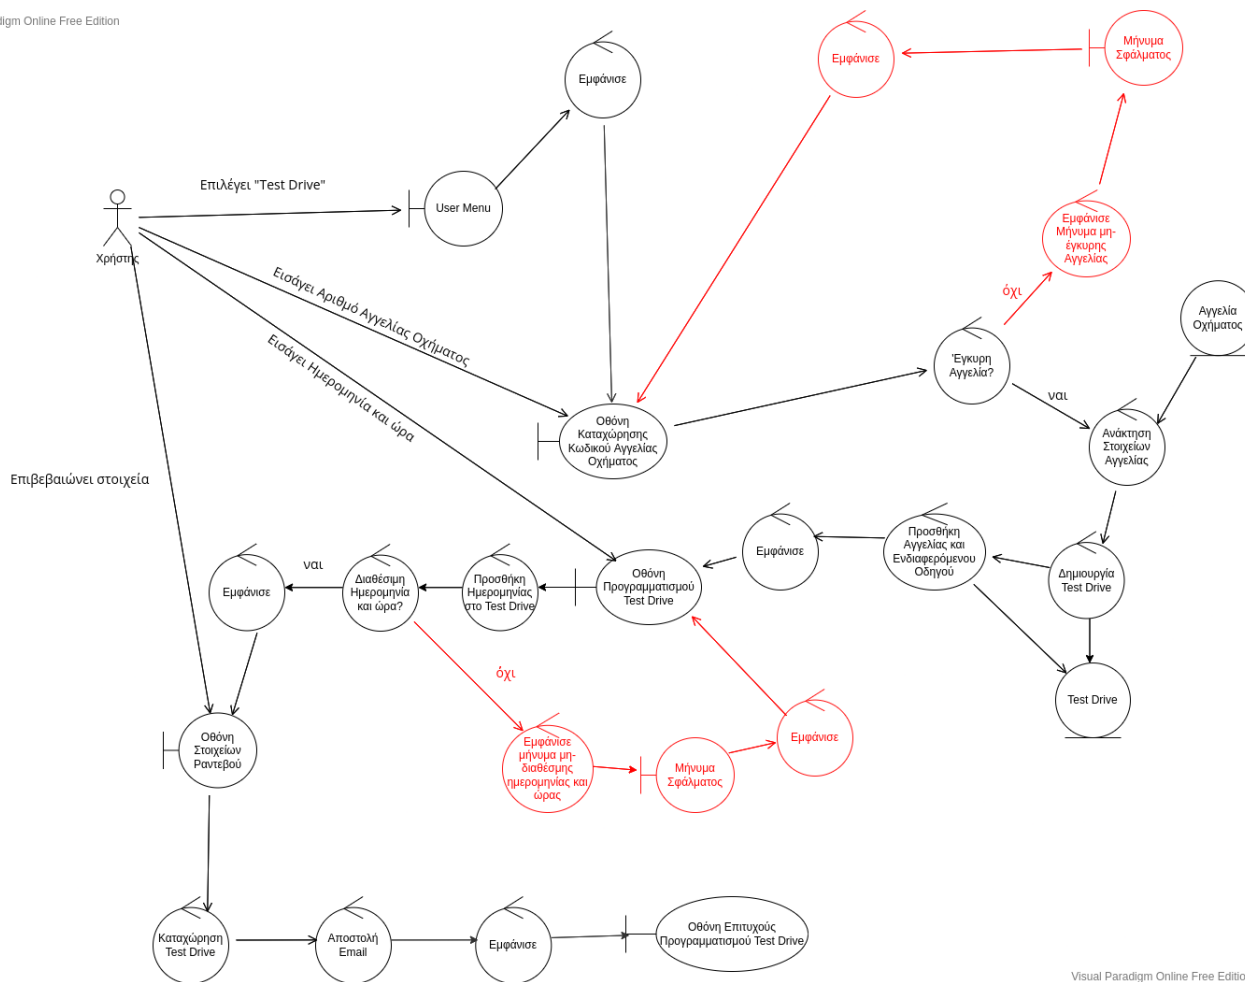 digm Online Free Edition
Εμφάνισε
Μήνυμα
Σφάλματος
Εμφάνισε
Επιλέγει "Test Drive"
User Menu
Χρήστης
Εμφάνισε
Μήνυμα μη-
έγκυρης
Αγγελίας
όχι
Εισάγει Αριθμό Αγγελίας Οχήματος
Εισάγει Ημερομηνία και ώρα
Αγγελία
Οχήματος
Έγκυρη
Αγγελία?
ναι
Οθόνη
Καταχώρησης
Κωδικού Αγγελίας
Οχήματος
Ανάκτηση
Στοιχείων
Αγγελίας
Επιβεβαιώνει στοιχεία
Προσθήκη
Αγγελίας και
Ενδιαφερόμενου
Οδηγού
Εμφάνισε
Δημιουργία
Test Drive
Οθόνη
Προγραμματισμού
Test Drive
Προσθήκη
Ημερομηνίας
στο Test Drive
Διαθέσιμη
Ημερομηνία
και ώρα?
ναι
Εμφάνισε
όχι
Test Drive
Οθόνη
Στοιχείων
Ραντεβού
Εμφάνισε
μήνυμα μη-
διαθέσμης
ημερομηνίας και
ώρας
Μήνυμα
Σφάλματος
Εμφάνισε
Καταχώρηση
Test Drive
Αποστολή
Email
Εμφάνισε
Οθόνη Επιτυχούς
Προγραμματισμού Test Drive
Visual Paradigm Online Free Editio